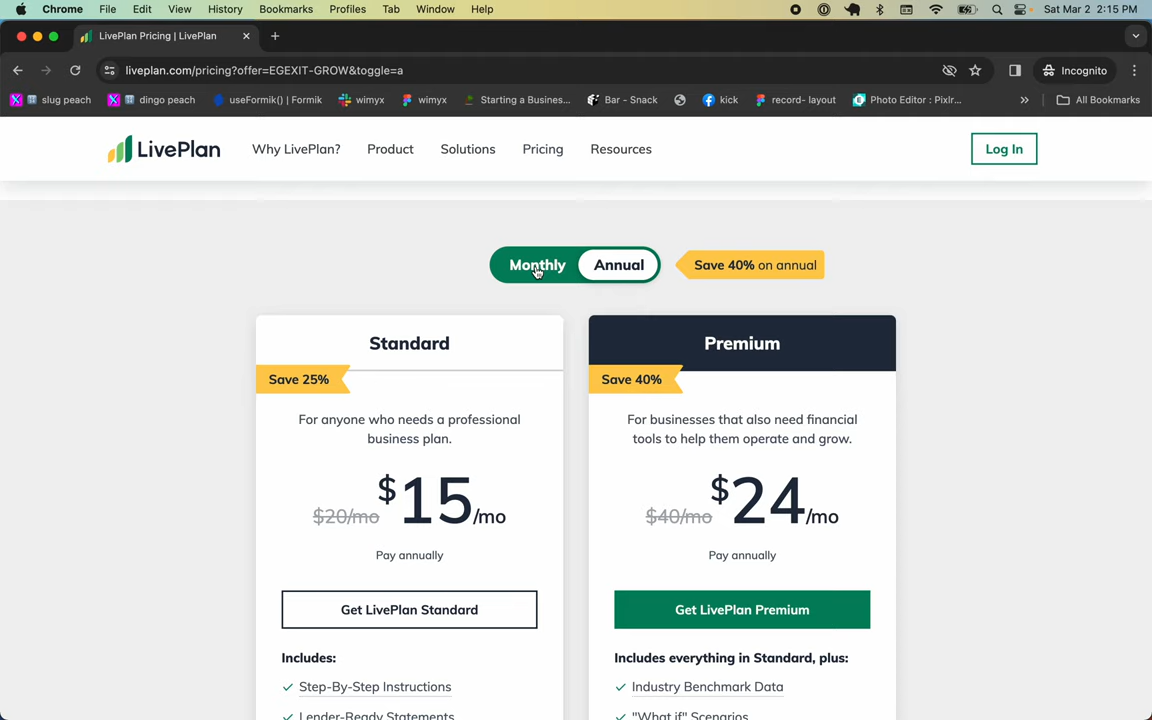 Chrome File Edit View History Bookmarks Profiles Tab Window Help Sat Mar 2 2:15 PM
LivePlan Pricing | LivePlan
liveplan.com/pricing?offer=EGEXIT-GROW&toggle=a Incognito
slug peach dingo peach useFormik() | Formik wimyx wimyx Starting a Busines... Bar - Snack kick record- layout Photo Editor : Pixlr... » All Bookmarks
LivePlan Why LivePlan? Product Solutions Pricing Resources Log In
Monthly Annual Save 40% on annual
Standard
Save 25%
For anyone who needs a professional
business plan.
$20/mo $15/mo
Pay annually
Get LivePlan Standard
Includes:
Step-By-Step Instructions
Lender-Ready Statements
Premium
Save 40%
For businesses that also need financial
tools to help them operate and grow.
$40/mo $24/mo
Pay annually
Get LivePlan Premium
Includes everything in Standard, plus:
Industry Benchmark Data
"What if" Scenarios